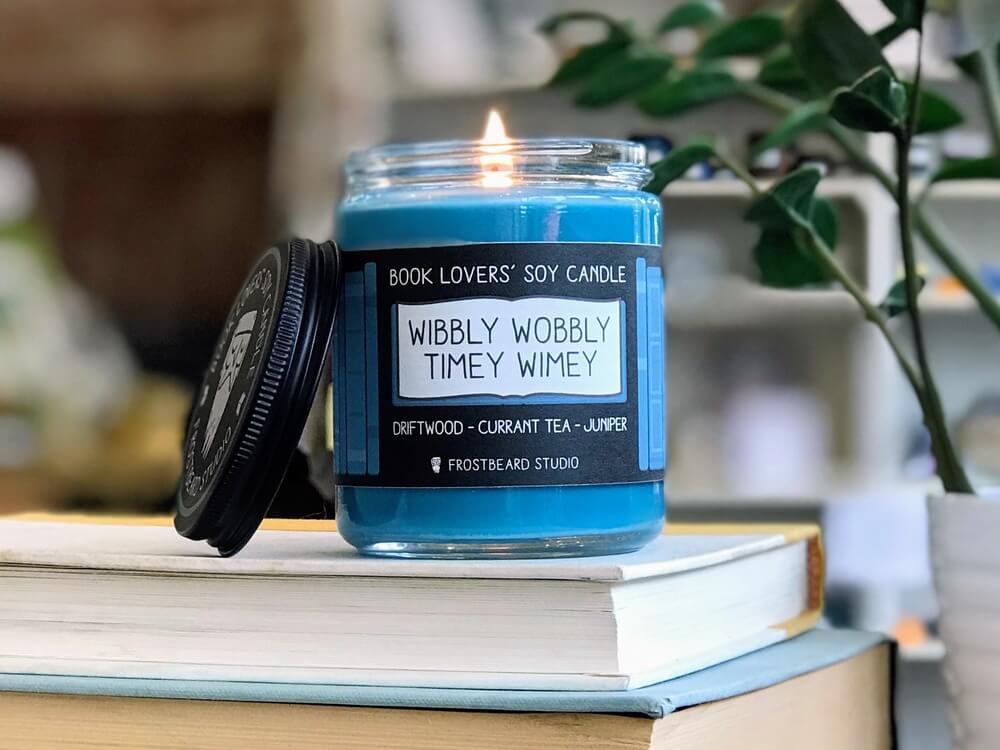 BOOK LOVERS' SOY CANDLE
WIBBLY WOBBLY
TIMEY WIMEY
DRIFTWOOD - CURRANT TEA - JUNIPER
FROSTBEARD STUDIO